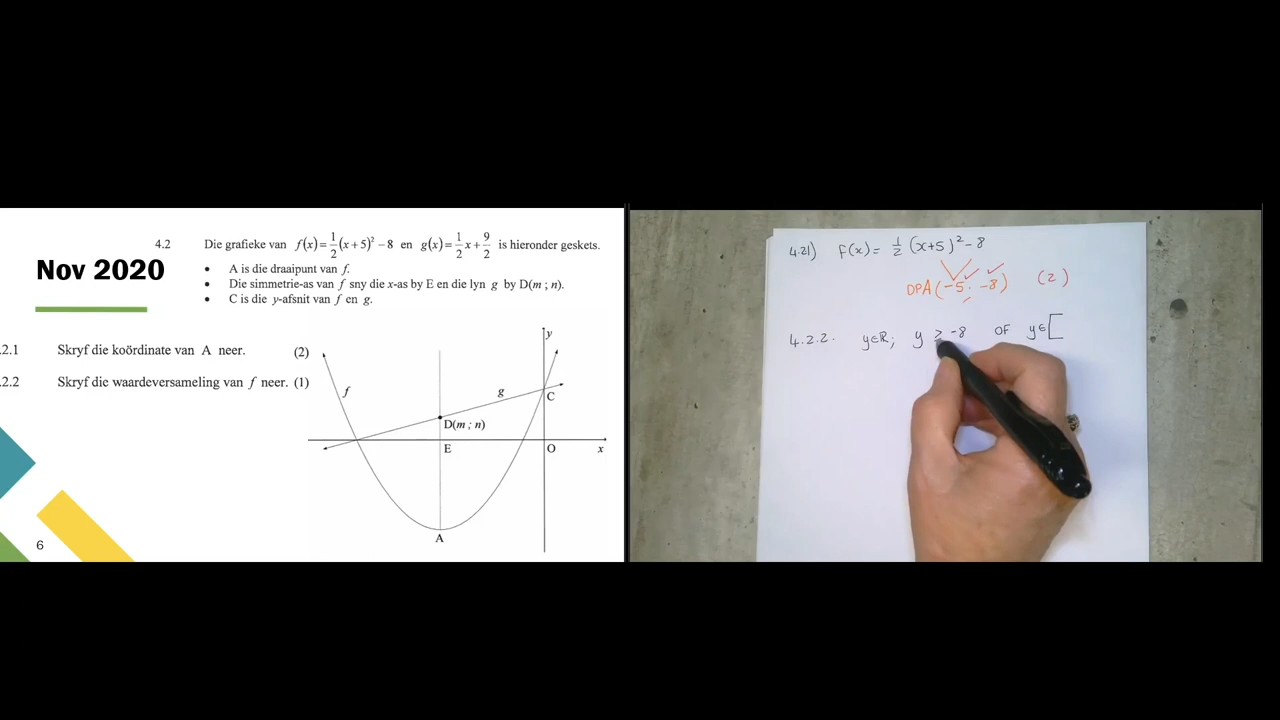 Nov 2020
4.2 Die grafieke van f(x)=1/2(x+5)²−8 en g(x)=1/2x+9/2 is hieronder geskets.
• A is die draaipunt van f.
• Die simmetrie-as van f sny die x-as by E en die lyn g by D(m ; n).
• C is die y-afsnit van f en g.
.2.1 Skryf die koördinate van A neer. (2)
.2.2 Skryf die waardeversameling van f neer. (1)
y
f
g
C
D(m ; n)
E
O
x
A
6
4.21) f(x) = 1/2 (x+5)² - 8
DPA(-5; -8) (2)
4.2.2. y∈ℝ; y ≥ -8 OF y∈[